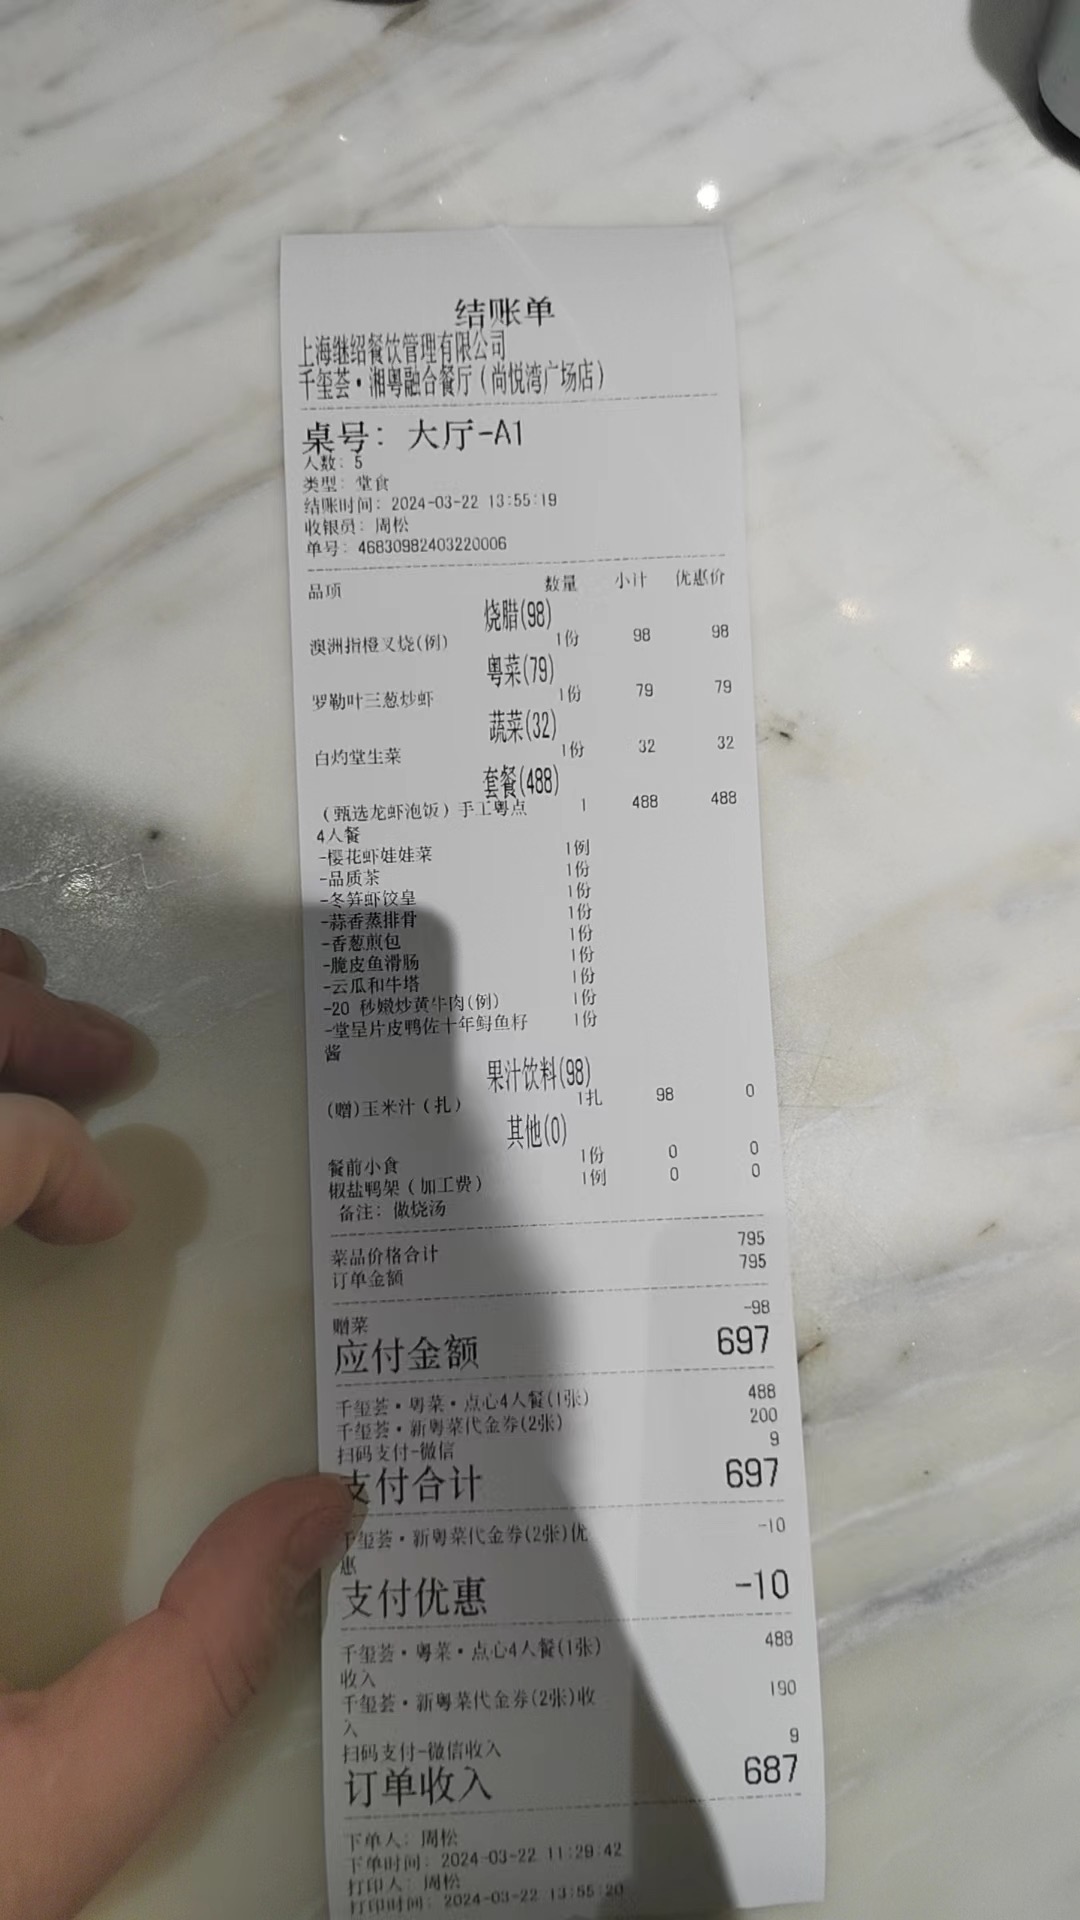 结账单
上海继绍餐饮管理有限公司
千玺荟·湘粤融合餐厅(尚悦湾广场店)
桌号: 大厅-A1
人数: 5
类型: 堂食
结账时间: 2024-03-22 13:55:19
收银员: 周松
单号: 46830982403220006
品项 数量 小计 优惠价
烧腊(98)
澳洲指橙叉烧(例) 1份 98 98
粤菜(79)
罗勒叶三葱炒虾 1份 79 79
蔬菜(32)
白灼堂生菜 1份 32 32
套餐(488)
(甄选龙虾泡饭)手工粤点 1 488 488
4人餐
-樱花虾娃娃菜 1例
-品质茶 1份
-冬笋虾饺皇 1份
-蒜香蒸排骨 1份
-香葱煎包 1份
-脆皮鱼滑肠 1份
-云瓜和牛塔 1份
-20 秒嫩炒黄牛肉(例) 1份
-堂呈片皮鸭佐十年鲟鱼籽 1份
酱
果汁饮料(98)
(赠)玉米汁(扎) 1扎 98 0
其他(0)
餐前小食 1份 0 0
椒盐鸭架(加工费) 1例 0 0
备注: 做烧汤
菜品价格合计 795
订单金额 795
赠菜 -98
应付金额 697
千玺荟·粤菜·点心4人餐(1张) 488
千玺荟·新粤菜代金券(2张) 200
扫码支付-微信 9
支付合计 697
千玺荟·新粤菜代金券(2张)优 -10
惠
支付优惠 -10
千玺荟·粤菜·点心4人餐(1张) 488
收入
千玺荟·新粤菜代金券(2张)收 190
入
扫码支付-微信收入 9
订单收入 687
下单人: 周松
下单时间: 2024-03-22 11:29:42
打印人: 周松
打印时间: 2024-03-22 13:55:20